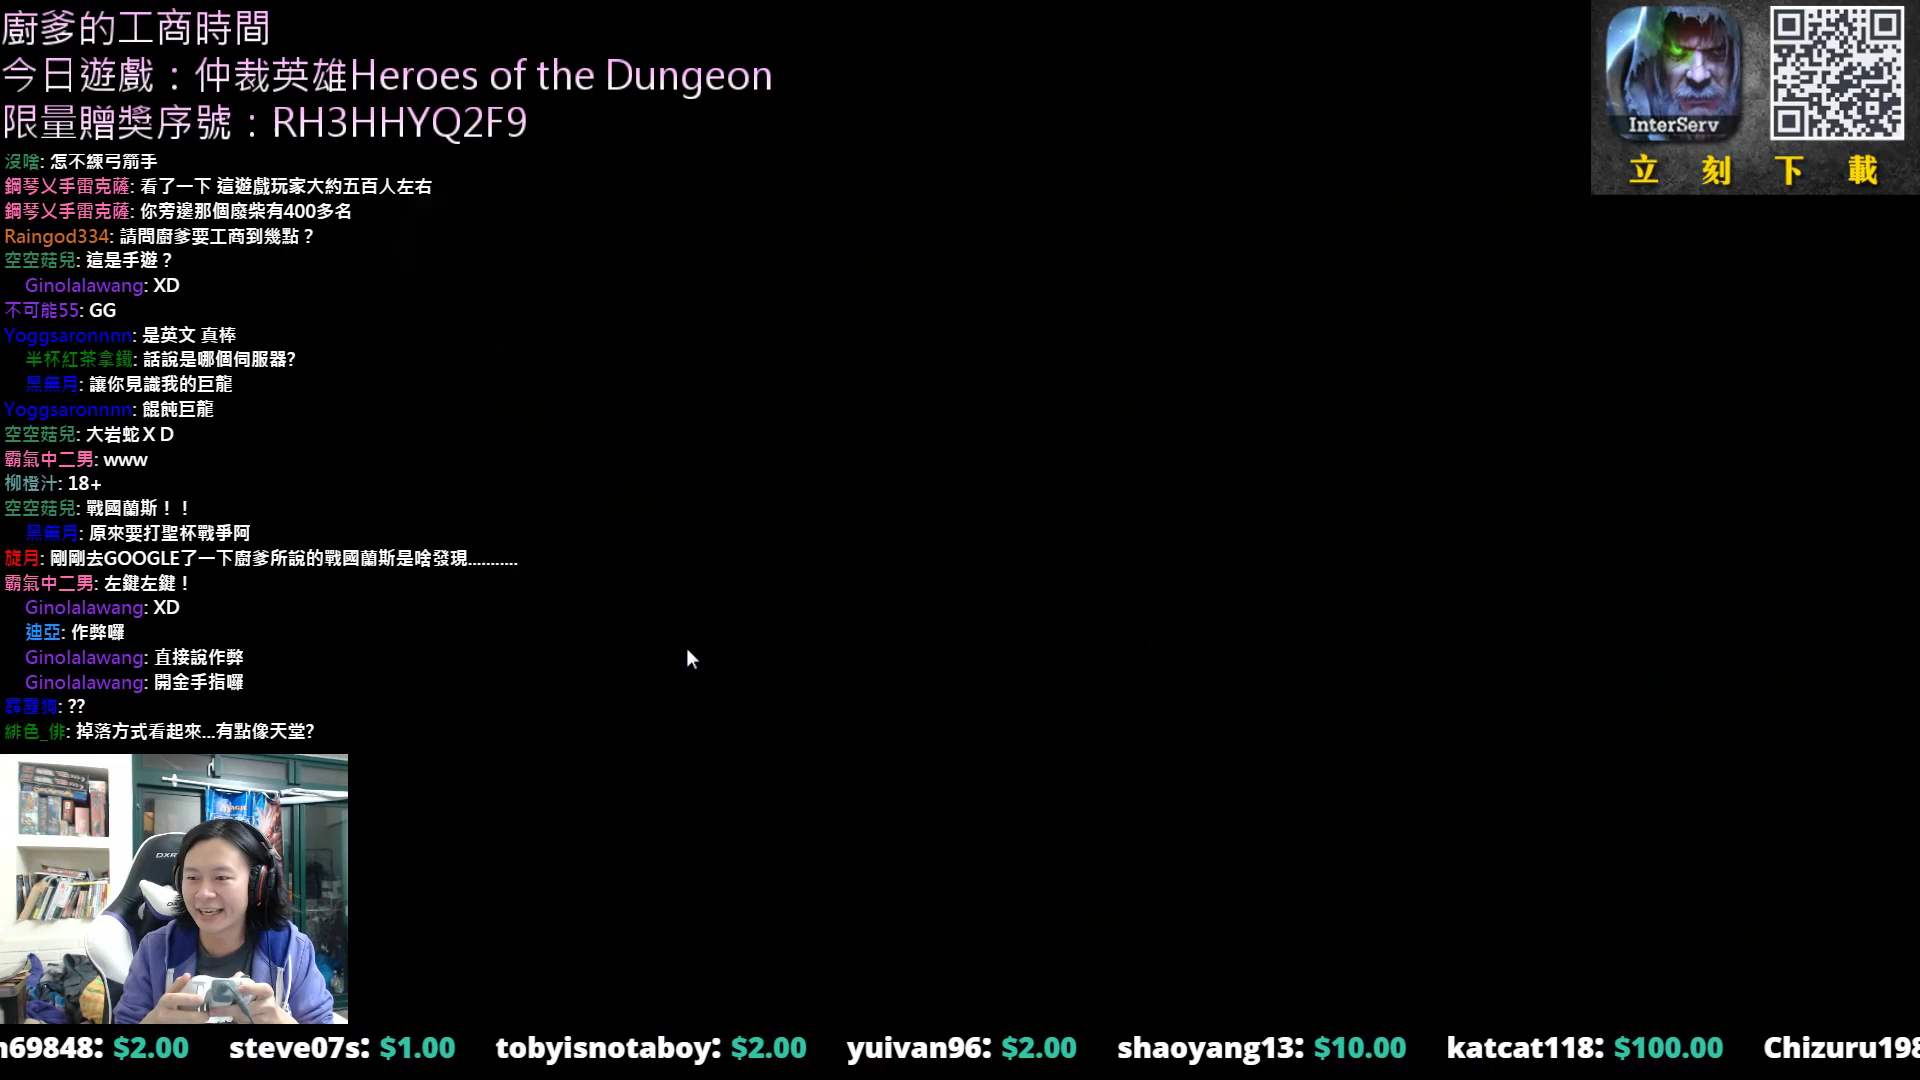 廚爹的工商時間
今日遊戲：仲裁英雄Heroes of the Dungeon
限量贈獎序號：RH3HHYQ2F9
InterServ
立刻下載
沒啥: 怎不練弓箭手
鋼琴乂手雷克薩: 看了一下 這遊戲玩家大約五百人左右
鋼琴乂手雷克薩: 你旁邊那個廢柴有400多名
Raingod334: 請問廚爹要工商到幾點？
空空菇兒: 這是手遊？
Ginolalawang: XD
不可能55: GG
Yoggsaronnnn: 是英文 真棒
半杯紅茶拿鐵: 話說是哪個伺服器?
黑無月: 讓你見識我的巨龍
Yoggsaronnnn: 餛飩巨龍
空空菇兒: 大岩蛇ＸＤ
霸氣中二男: www
柳橙汁: 18+
空空菇兒: 戰國蘭斯！！
黑無月: 原來要打聖杯戰爭阿
旋月: 剛剛去GOOGLE了一下廚爹所說的戰國蘭斯是啥發現...........
霸氣中二男: 左鍵左鍵！
Ginolalawang: XD
迪亞: 作弊囉
Ginolalawang: 直接說作弊
Ginolalawang: 開金手指囉
霹靂狗: ??
緋色_俳: 掉落方式看起來...有點像天堂?
n69848: $2.00 steve07s: $1.00 tobyisnotaboy: $2.00 yuivan96: $2.00 shaoyang13: $10.00 katcat118: $100.00 Chizuru198